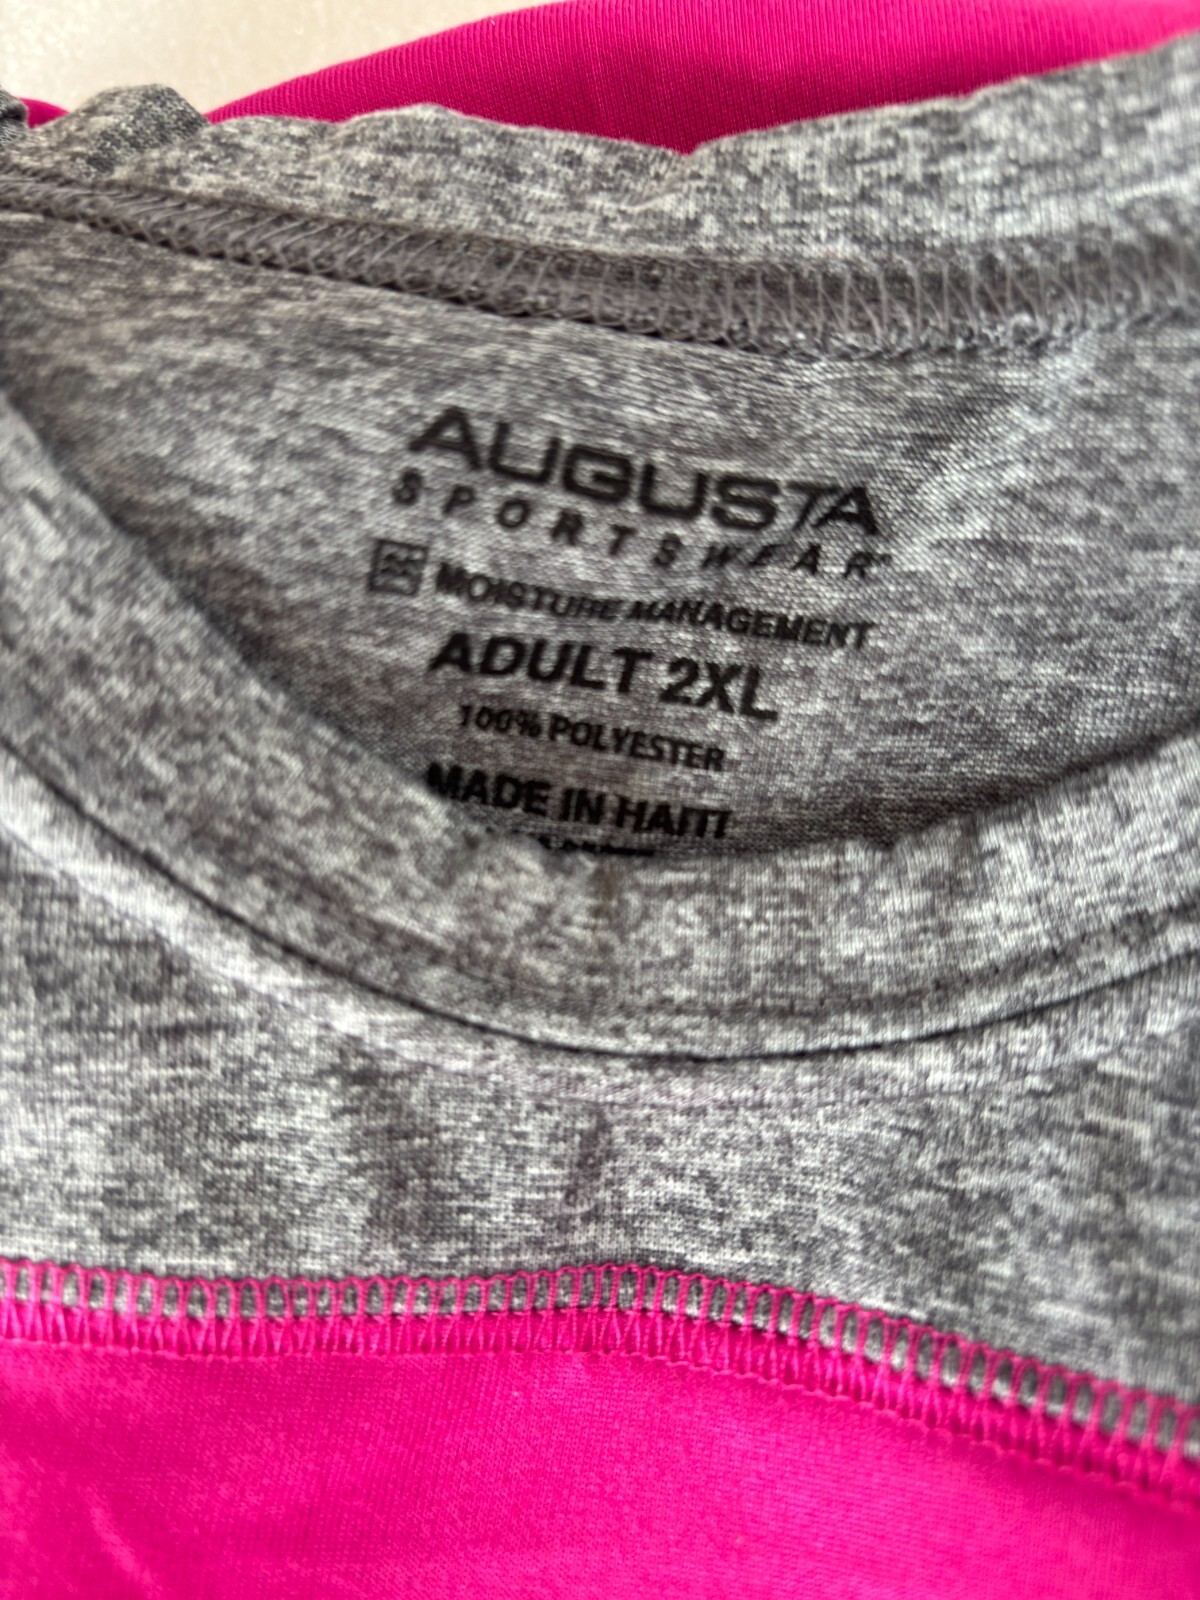 AUGUSTA
SPORTSWEAR®
MOISTURE MANAGEMENT
ADULT 2XL
100% POLYESTER
MADE IN HAITI